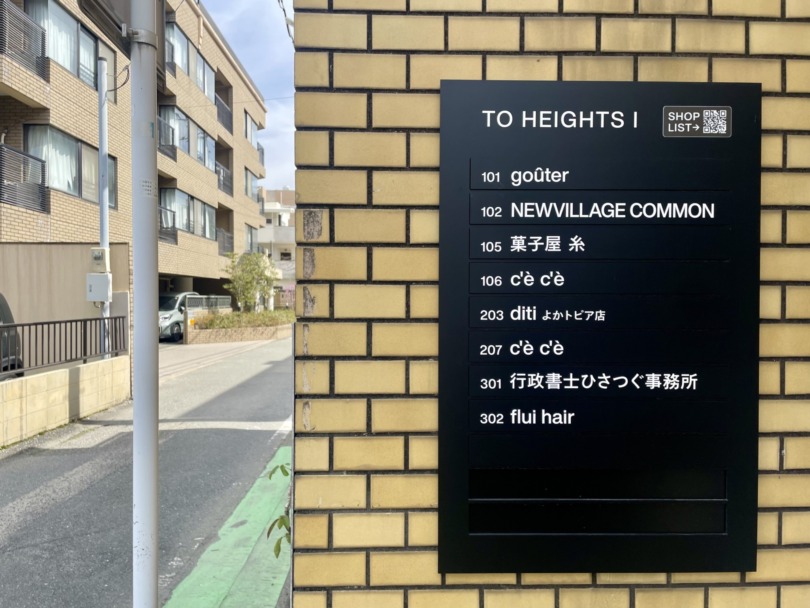 TO HEIGHTS I
SHOP
LIST→
101 goûter
102 NEWVILLAGE COMMON
105 菓子屋 糸
106 c'è c'è
203 diti よかトピア店
207 c'è c'è
301 行政書士ひさつぐ事務所
302 flui hair